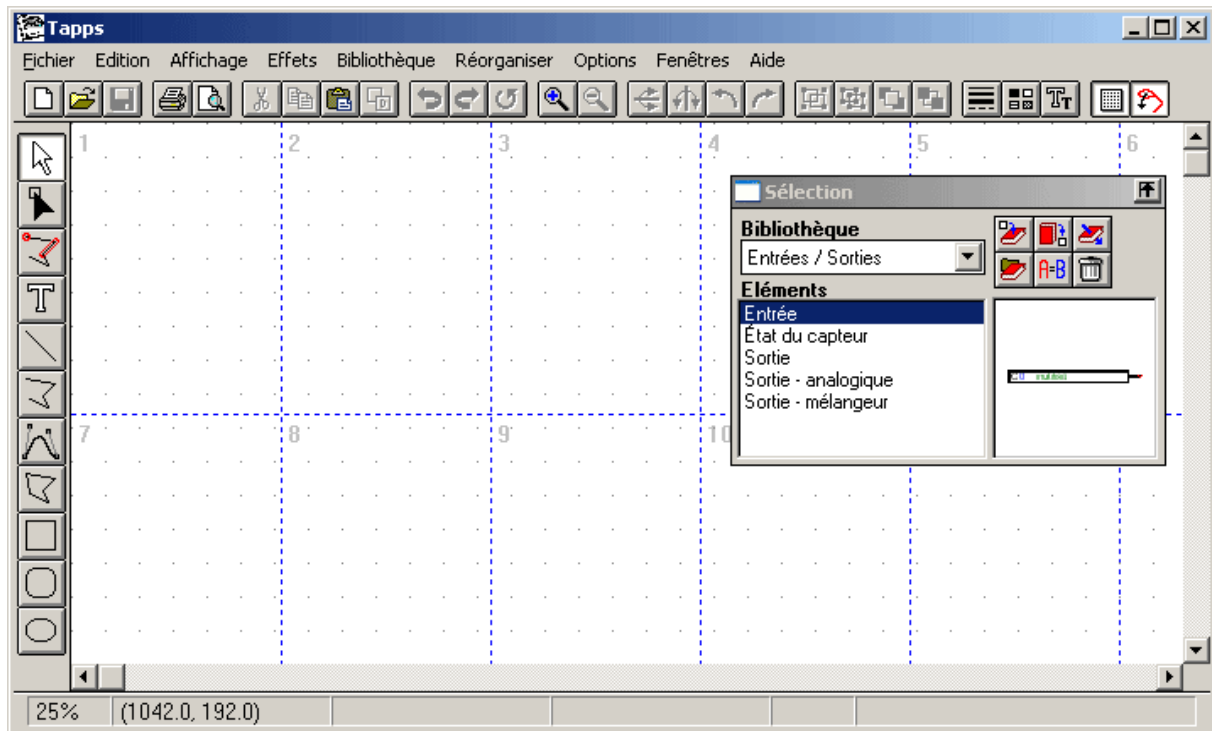 Tapps
Fichier Edition Affichage Effets Bibliothèque Réorganiser Options Fenêtres Aide
1 2 3 4 5 6
Sélection
Bibliothèque
Entrées / Sorties
A=B
Eléments
Entrée
État du capteur
Sortie
Sortie - analogique
Sortie - mélangeur
7 8 9 10
25% (1042.0, 192.0)